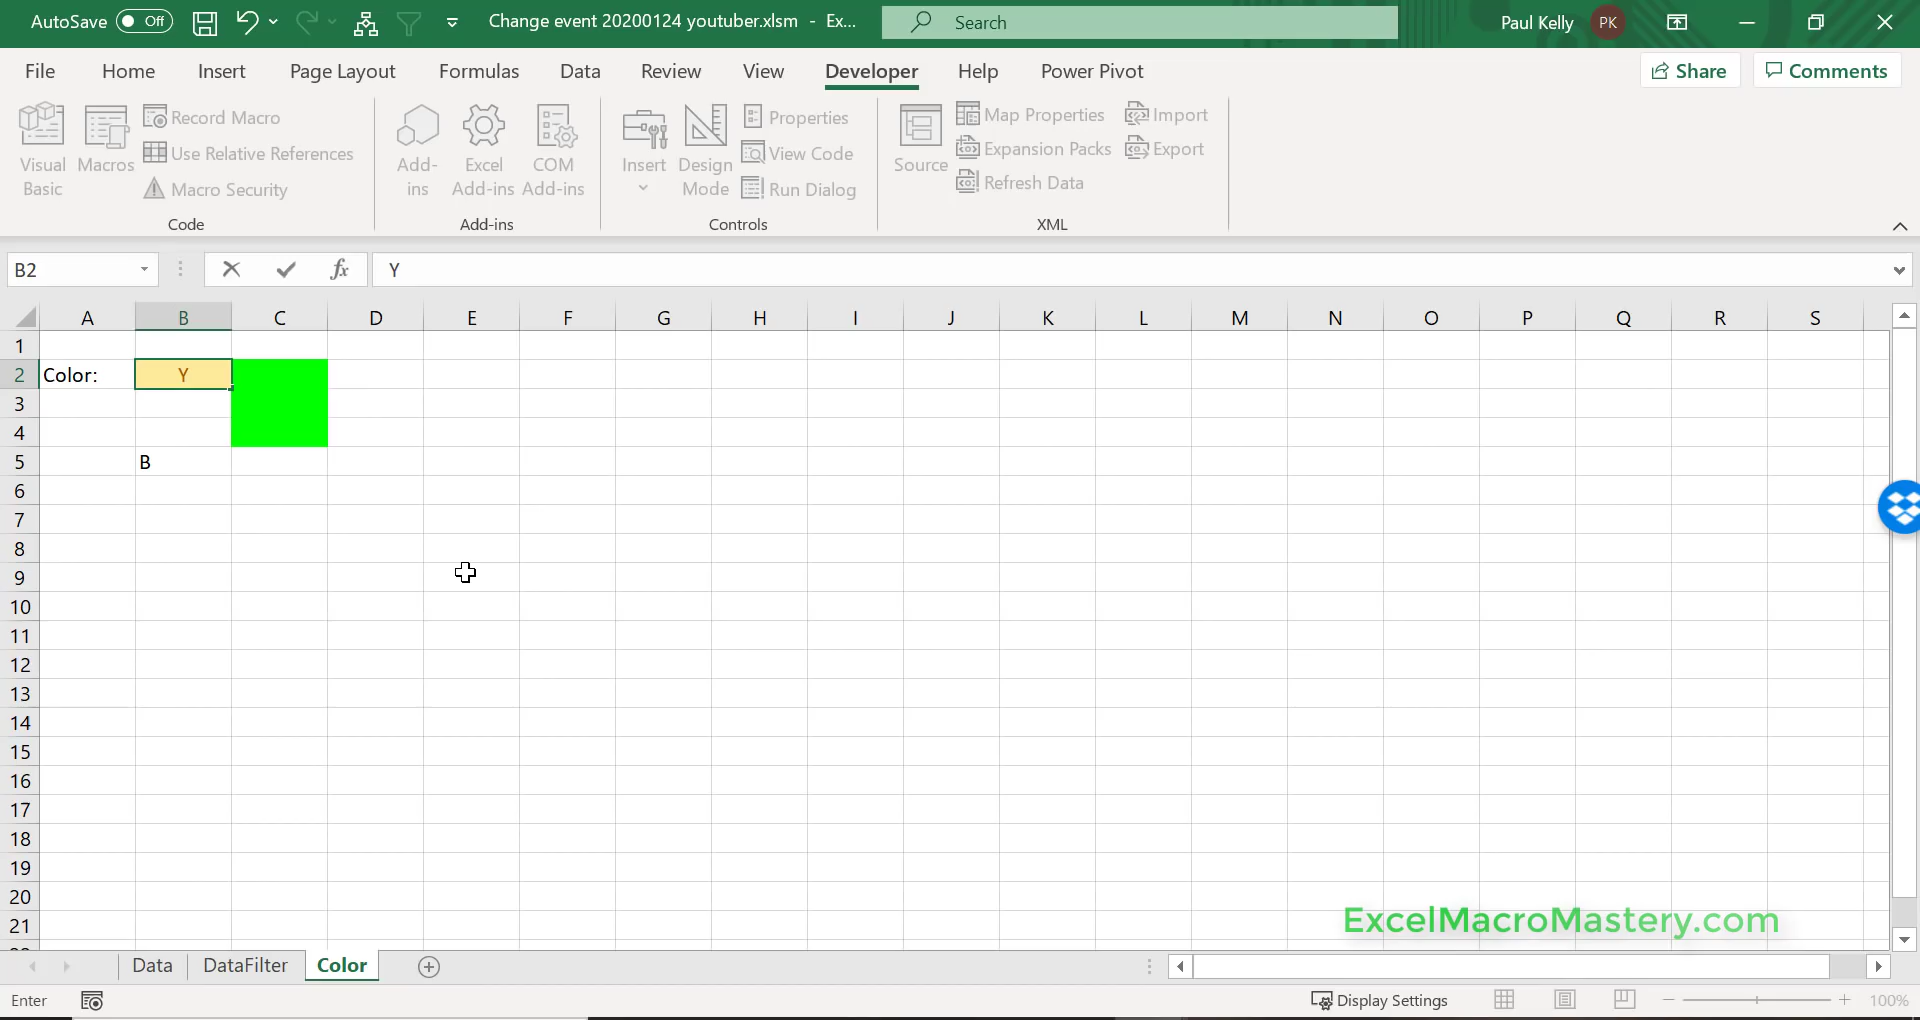 AutoSave Off Change event 20200124 youtuber.xlsm - Ex... Search Paul Kelly PK
File Home Insert Page Layout Formulas Data Review View Developer Help Power Pivot Share Comments
Visual Basic
Macros
Record Macro
Use Relative References
Macro Security
Code
Add-ins
Excel Add-ins
COM Add-ins
Add-ins
Insert
Design Mode
Properties
View Code
Run Dialog
Controls
Source
Map Properties
Expansion Packs
Refresh Data
Import
Export
XML
B2 fx Y
A B C D E F G H I J K L M N O P Q R S
1
2 Color: Y
3
4
5 B
6
7
8
9
10
11
12
13
14
15
16
17
18
19
20
21
ExcelMacroMastery.com
Data DataFilter Color
Enter Display Settings 100%